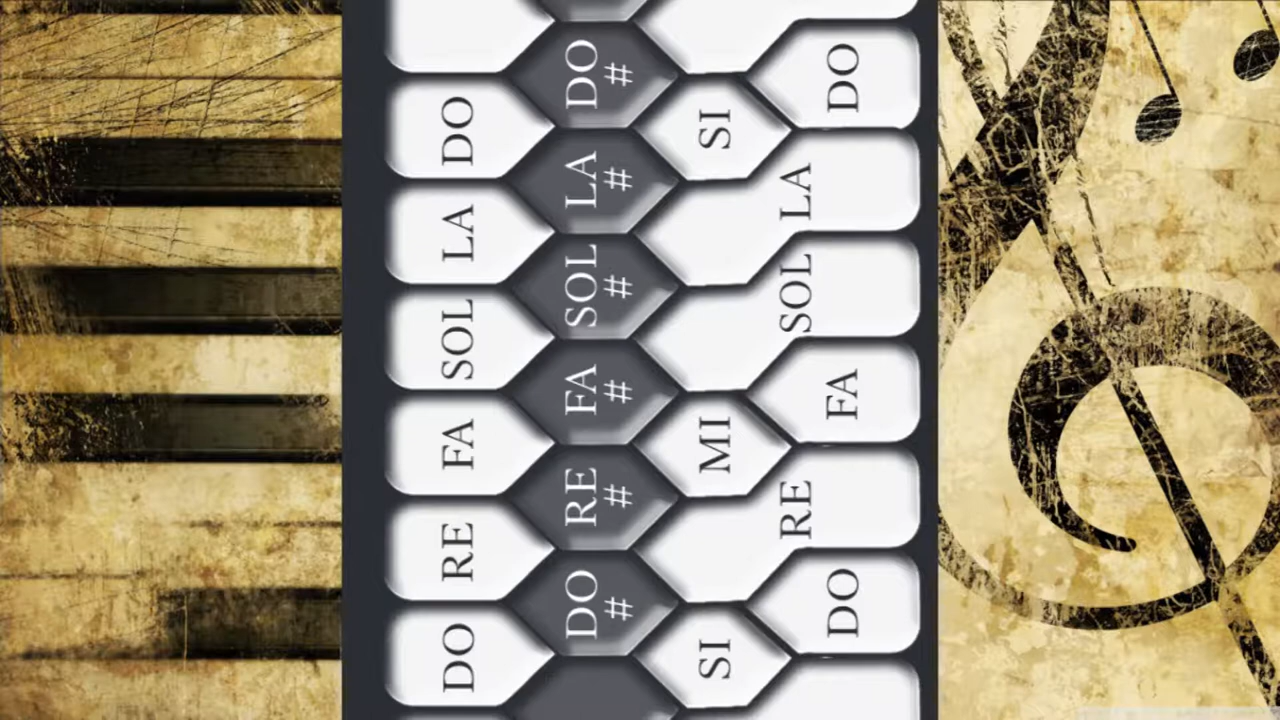 DO RE FA SOL LA DO
DO RE FA SOL LA DO
# # # # # #
SI MI SI
RE SOL LA
DO FA DO